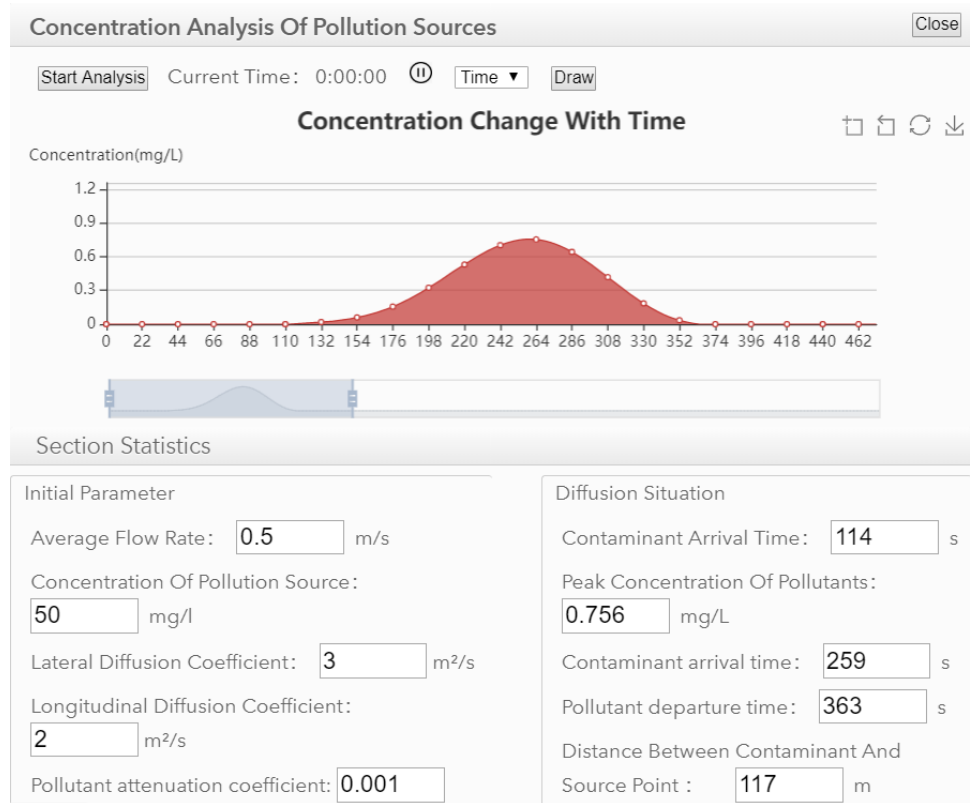 Concentration Analysis Of Pollution Sources
Close
Start Analysis Current Time: 0:00:00 Time ▼ Draw
Concentration Change With Time
Concentration(mg/L)
1.2
0.9
0.6
0.3
0
0 22 44 66 88 110 132 154 176 198 220 242 264 286 308 330 352 374 396 418 440 462
Section Statistics
Initial Parameter
Average Flow Rate: 0.5 m/s
Concentration Of Pollution Source:
50 mg/l
Lateral Diffusion Coefficient: 3 m²/s
Longitudinal Diffusion Coefficient:
2 m²/s
Pollutant attenuation coefficient: 0.001
Diffusion Situation
Contaminant Arrival Time: 114 s
Peak Concentration Of Pollutants:
0.756 mg/L
Contaminant arrival time: 259 s
Pollutant departure time: 363 s
Distance Between Contaminant And
Source Point : 117 m